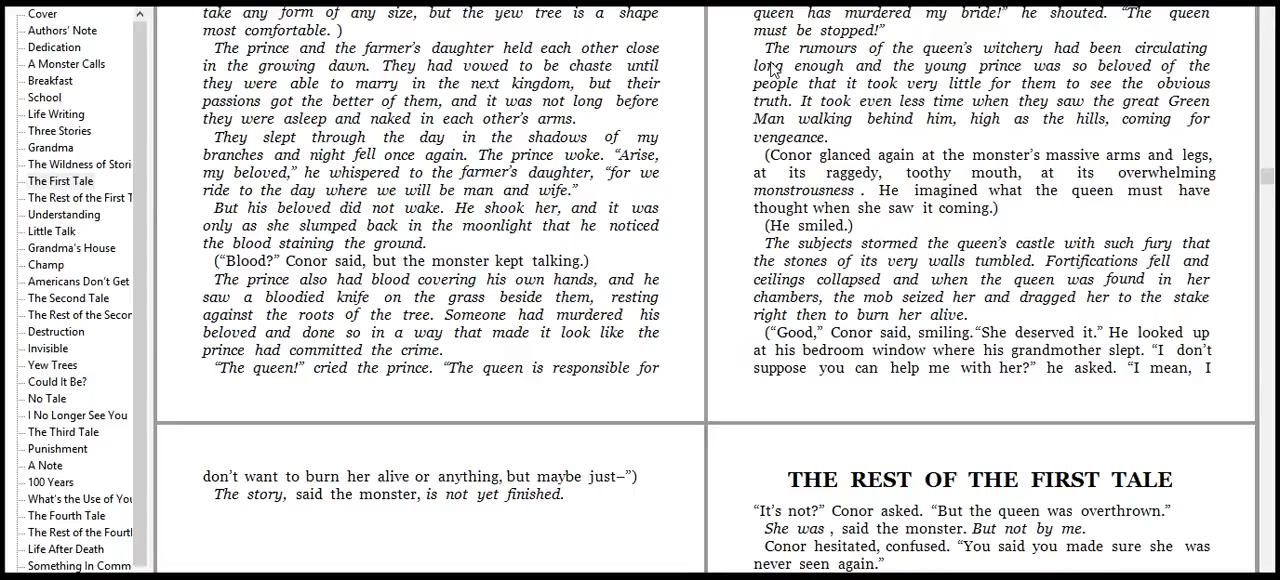 Cover
Authors' Note
Dedication
A Monster Calls
Breakfast
School
Life Writing
Three Stories
Grandma
The Wildness of Stori
The First Tale
The Rest of the First T
Understanding
Little Talk
Grandma's House
Champ
Americans Don't Get
The Second Tale
The Rest of the Secor
Destruction
Invisible
Yew Trees
Could It Be?
No Tale
I No Longer See You
The Third Tale
Punishment
A Note
100 Years
What's the Use of You
The Fourth Tale
The Rest of the Fourth
Life After Death
Something In Comm
take any form of any size, but the yew tree is a shape
most comfortable. )
The prince and the farmer's daughter held each other close
in the growing dawn. They had vowed to be chaste until
they were able to marry in the next kingdom, but their
passions got the better of them, and it was not long before
they were asleep and naked in each other's arms.
They slept through the day in the shadows of my
branches and night fell once again. The prince woke. “Arise,
my beloved,” he whispered to the farmer's daughter, “for we
ride to the day where we will be man and wife.”
But his beloved did not wake. He shook her, and it was
only as she slumped back in the moonlight that he noticed
the blood staining the ground.
(“Blood?” Conor said, but the monster kept talking.)
The prince also had blood covering his own hands, and he
saw a bloodied knife on the grass beside them, resting
against the roots of the tree. Someone had murdered his
beloved and done so in a way that made it look like the
prince had committed the crime.
“The queen!” cried the prince. “The queen is responsible for
queen has murdered my bride!” he shouted. “The queen
must be stopped!”
The rumours of the queen's witchery had been circulating
long enough and the young prince was so beloved of the
people that it took very little for them to see the obvious
truth. It took even less time when they saw the great Green
Man walking behind him, high as the hills, coming for
vengeance.
(Conor glanced again at the monster's massive arms and legs,
at its raggedy, toothy mouth, at its overwhelming
monstrousness . He imagined what the queen must have
thought when she saw it coming.)
(He smiled.)
The subjects stormed the queen's castle with such fury that
the stones of its very walls tumbled. Fortifications fell and
ceilings collapsed and when the queen was found in her
chambers, the mob seized her and dragged her to the stake
right then to burn her alive.
(“Good,” Conor said, smiling.“She deserved it.” He looked up
at his bedroom window where his grandmother slept. “I don't
suppose you can help me with her?” he asked. “I mean, I
don't want to burn her alive or anything, but maybe just–”)
The story, said the monster, is not yet finished.
THE REST OF THE FIRST TALE
“It's not?” Conor asked. “But the queen was overthrown.”
She was , said the monster. But not by me.
Conor hesitated, confused. “You said you made sure she was
never seen again.”